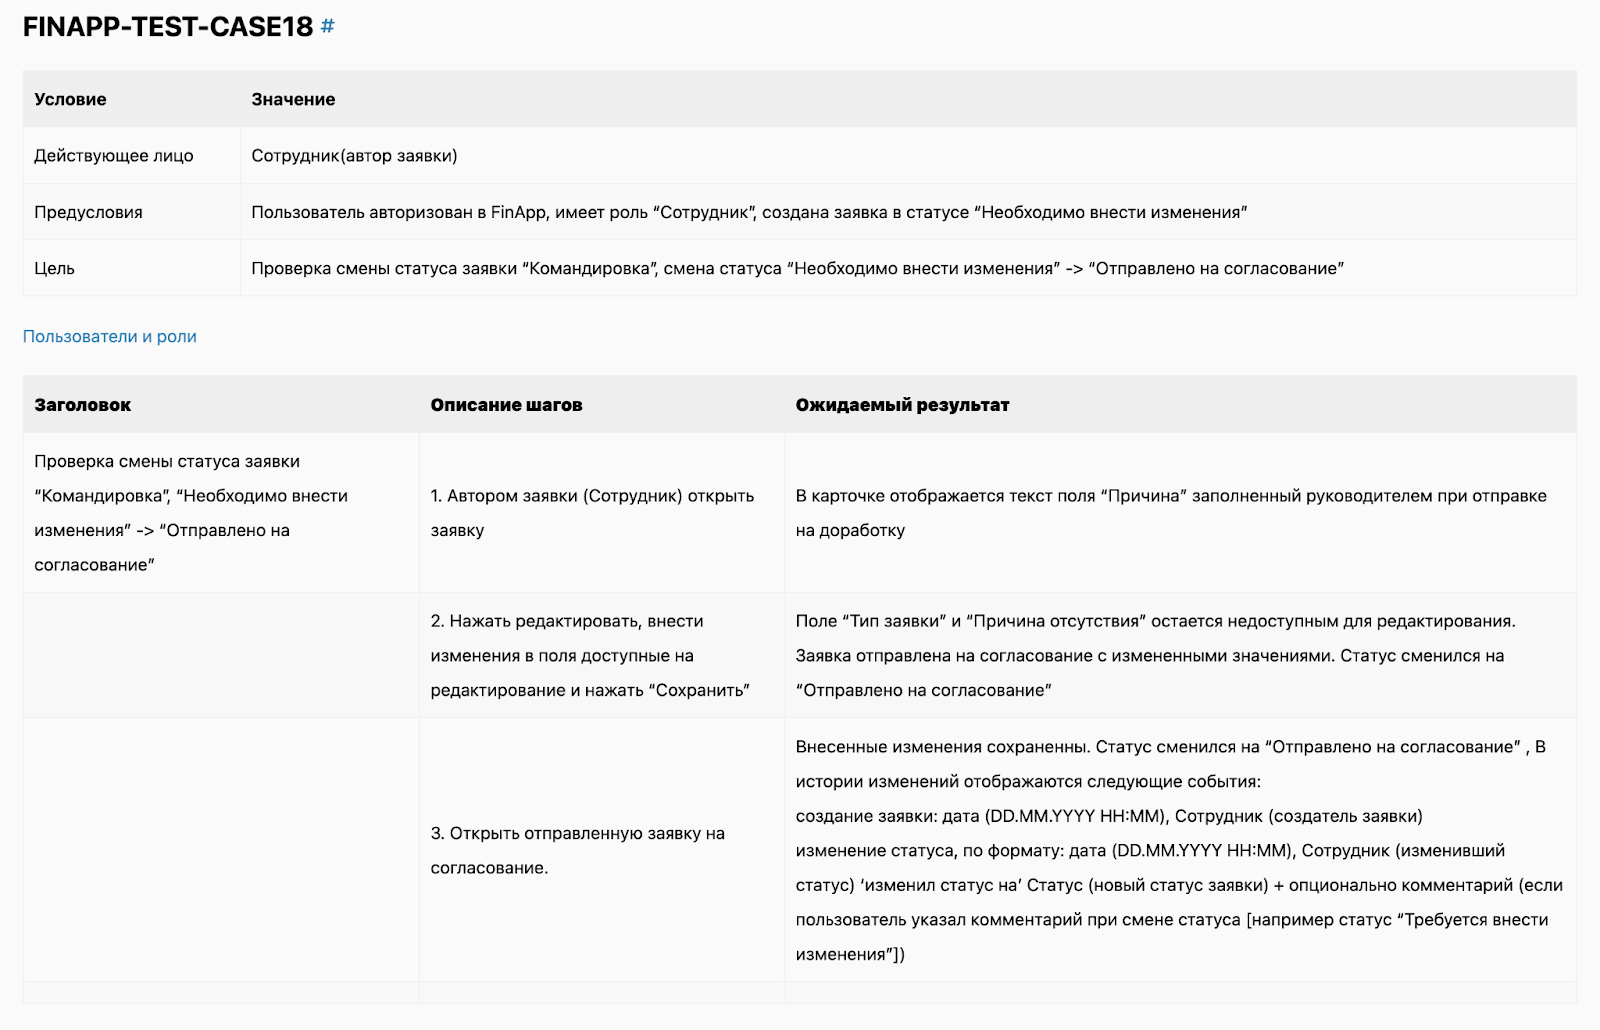 FINAPP-TEST-CASE18 #
Условие Значение
Действующее лицо Сотрудник(автор заявки)
Предусловия Пользователь авторизован в FinApp, имеет роль “Сотрудник”, создана заявка в статусе “Необходимо внести изменения”
Цель Проверка смены статуса заявки “Командировка”, смена статуса “Необходимо внести изменения” -> “Отправлено на согласование”
Пользователи и роли
Заголовок Описание шагов Ожидаемый результат
Проверка смены статуса заявки
“Командировка”, “Необходимо внести
изменения” -> “Отправлено на
согласование”
1. Автором заявки (Сотрудник) открыть
заявку
В карточке отображается текст поля “Причина” заполненный руководителем при отправке
на доработку
2. Нажать редактировать, внести
изменения в поля доступные на
редактирование и нажать “Сохранить”
Поле “Тип заявки” и “Причина отсутствия” остается недоступным для редактирования.
Заявка отправлена на согласование с измененными значениями. Статус сменился на
“Отправлено на согласование”
3. Открыть отправленную заявку на
согласование.
Внесенные изменения сохраненны. Статус сменился на “Отправлено на согласование” , В
истории изменений отображаются следующие события:
создание заявки: дата (DD.MM.YYYY HH:MM), Сотрудник (создатель заявки)
изменение статуса, по формату: дата (DD.MM.YYYY HH:MM), Сотрудник (изменивший
статус) ‘изменил статус на’ Статус (новый статус заявки) + опционально комментарий (если
пользователь указал комментарий при смене статуса [например статус “Требуется внести
изменения”])